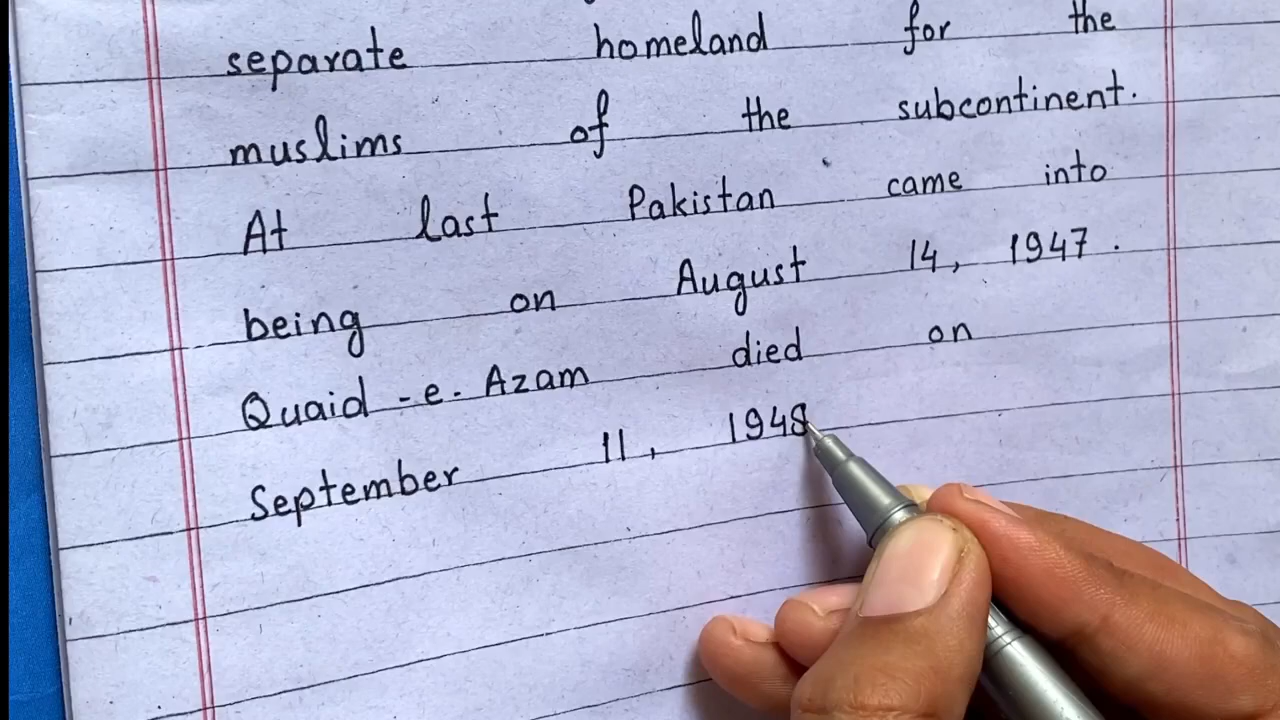 separate homeland for the
muslims of the subcontinent.
At last Pakistan came into
being on August 14, 1947.
Quaid-e-Azam died on
September 11, 1948